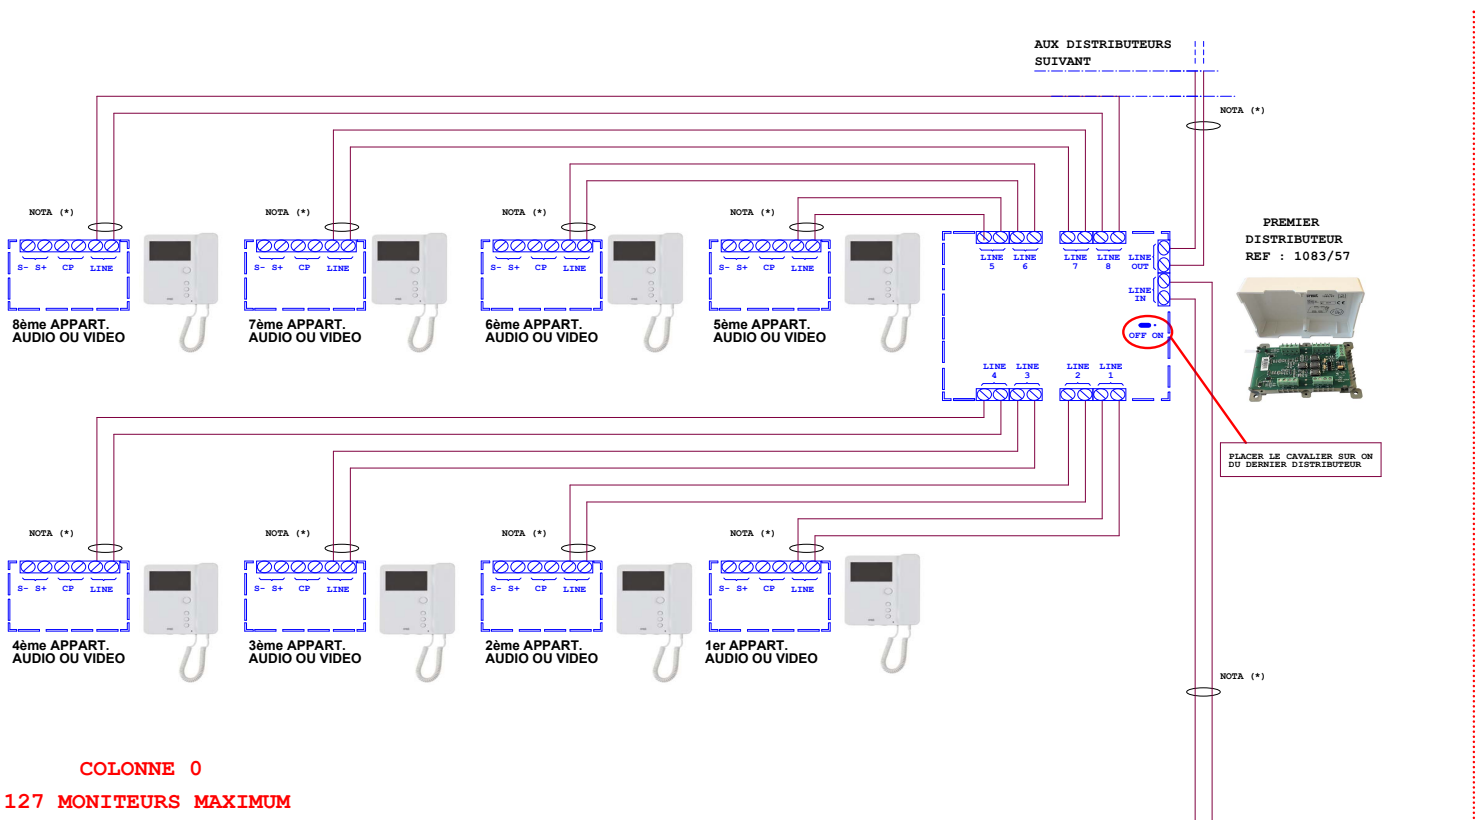 AUX DISTRIBUTEURS
SUIVANT
NOTA (*)
NOTA (*) NOTA (*) NOTA (*) NOTA (*)
PREMIER
DISTRIBUTEUR
REF : 1083/57
S- S+ CP LINE
S- S+ CP LINE
S- S+ CP LINE
S- S+ CP LINE
LINE 5
LINE 6
LINE 7
LINE 8
LINE OUT
LINE IN
OFF ON
8ème APPART.
AUDIO OU VIDEO
7ème APPART.
AUDIO OU VIDEO
6ème APPART.
AUDIO OU VIDEO
5ème APPART.
AUDIO OU VIDEO
LINE 4
LINE 3
LINE 2
LINE 1
PLACER LE CAVALIER SUR ON
DU DERNIER DISTRIBUTEUR
NOTA (*) NOTA (*) NOTA (*) NOTA (*)
S- S+ CP LINE
S- S+ CP LINE
S- S+ CP LINE
S- S+ CP LINE
4ème APPART.
AUDIO OU VIDEO
3ème APPART.
AUDIO OU VIDEO
2ème APPART.
AUDIO OU VIDEO
1er APPART.
AUDIO OU VIDEO
NOTA (*)
COLONNE 0
127 MONITEURS MAXIMUM